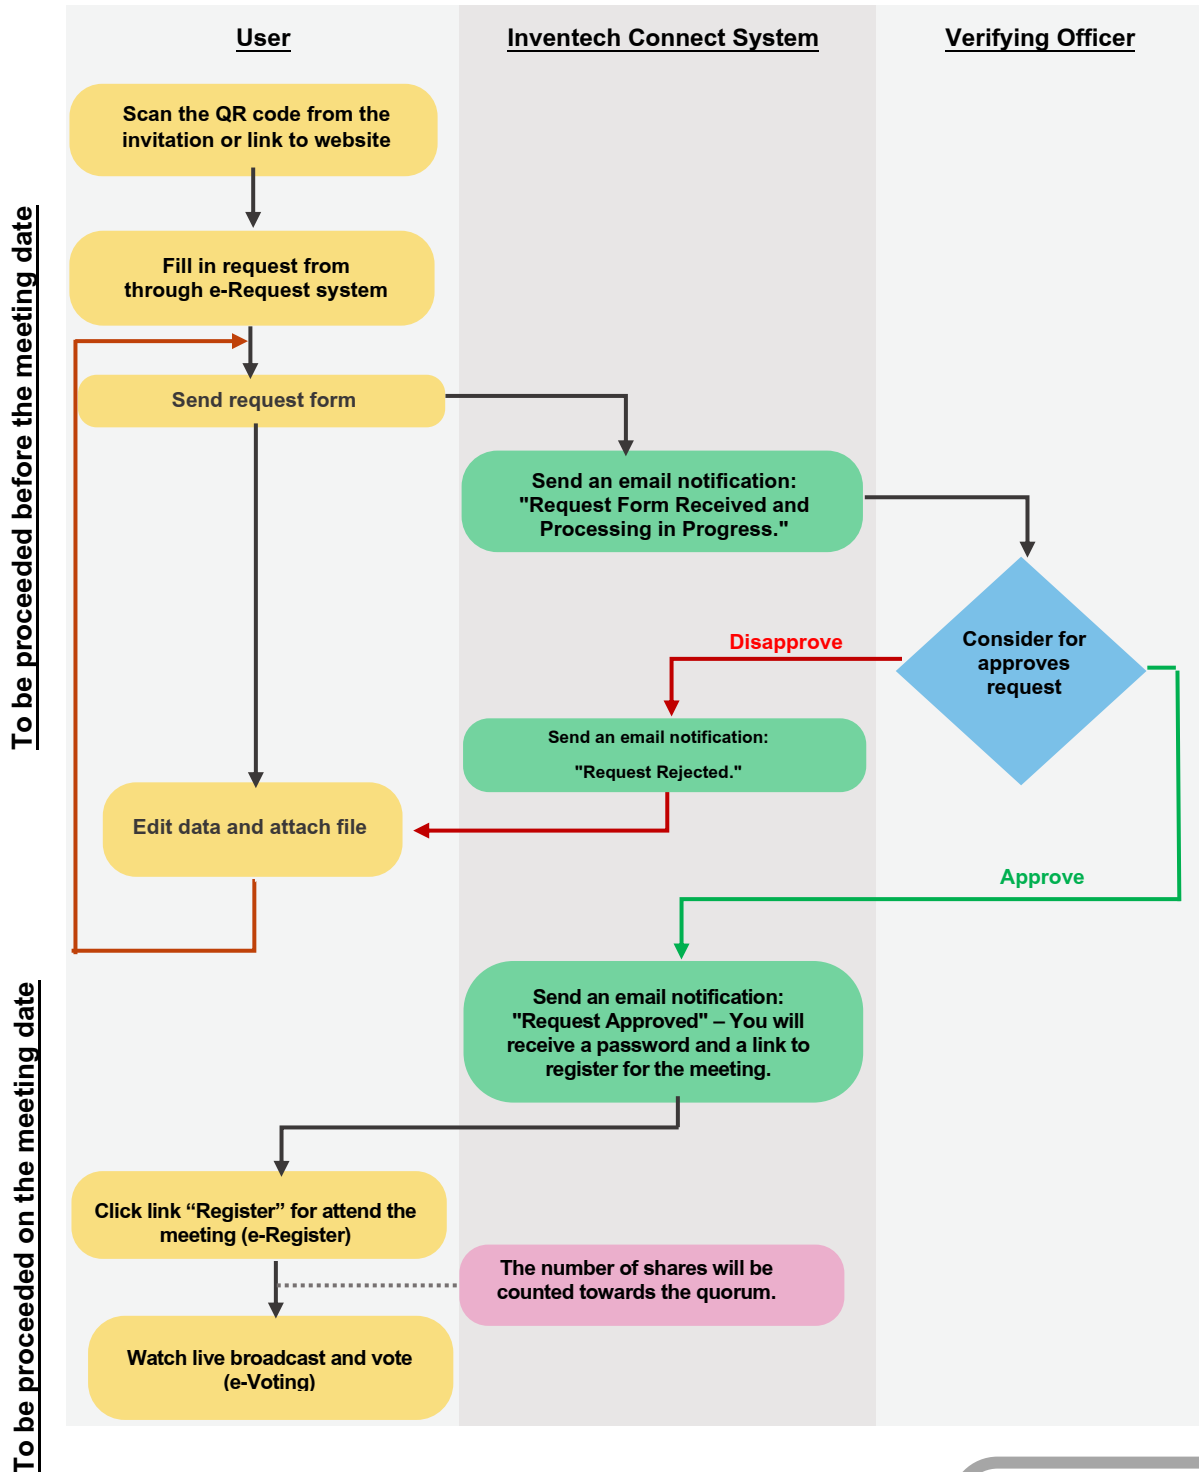 User
Inventech Connect System
Verifying Officer
To be proceeded before the meeting date
Scan the QR code from the
invitation or link to website
Fill in request from
through e-Request system
Send request form
Send an email notification:
"Request Form Received and
Processing in Progress."
Consider for
approves
request
Disapprove
Send an email notification:
"Request Rejected."
Edit data and attach file
Approve
To be proceeded on the meeting date
Send an email notification:
"Request Approved" – You will
receive a password and a link to
register for the meeting.
Click link “Register” for attend the
meeting (e-Register)
The number of shares will be
counted towards the quorum.
Watch live broadcast and vote
(e-Voting)